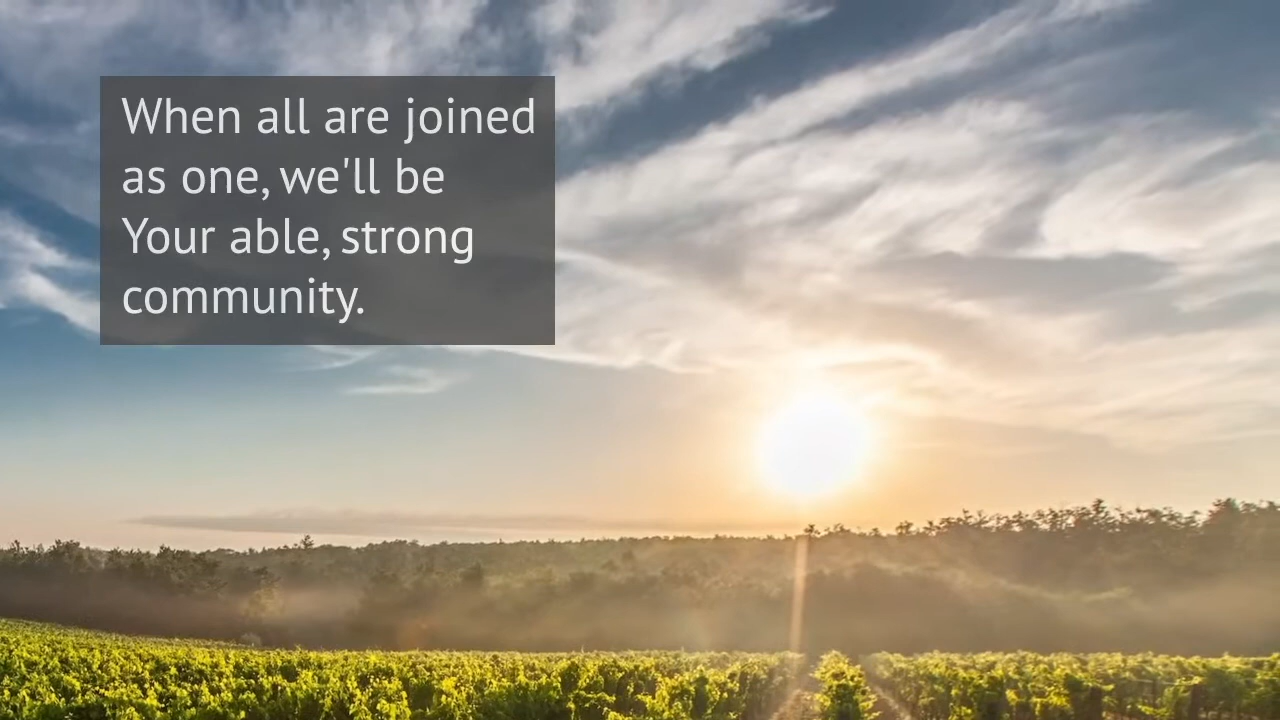 When all are joined
as one, we'll be
Your able, strong
community.